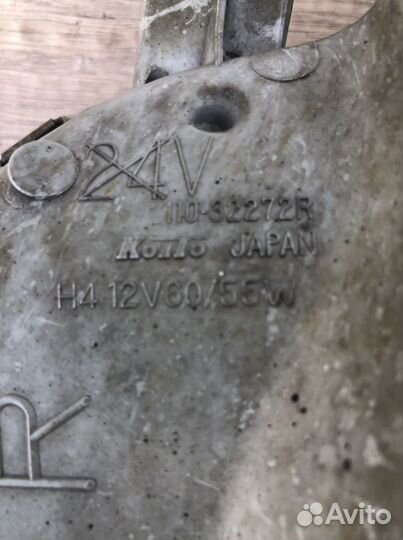 24V
110-32272R
Koito JAPAN
H4 12V60/55W
R
Avito